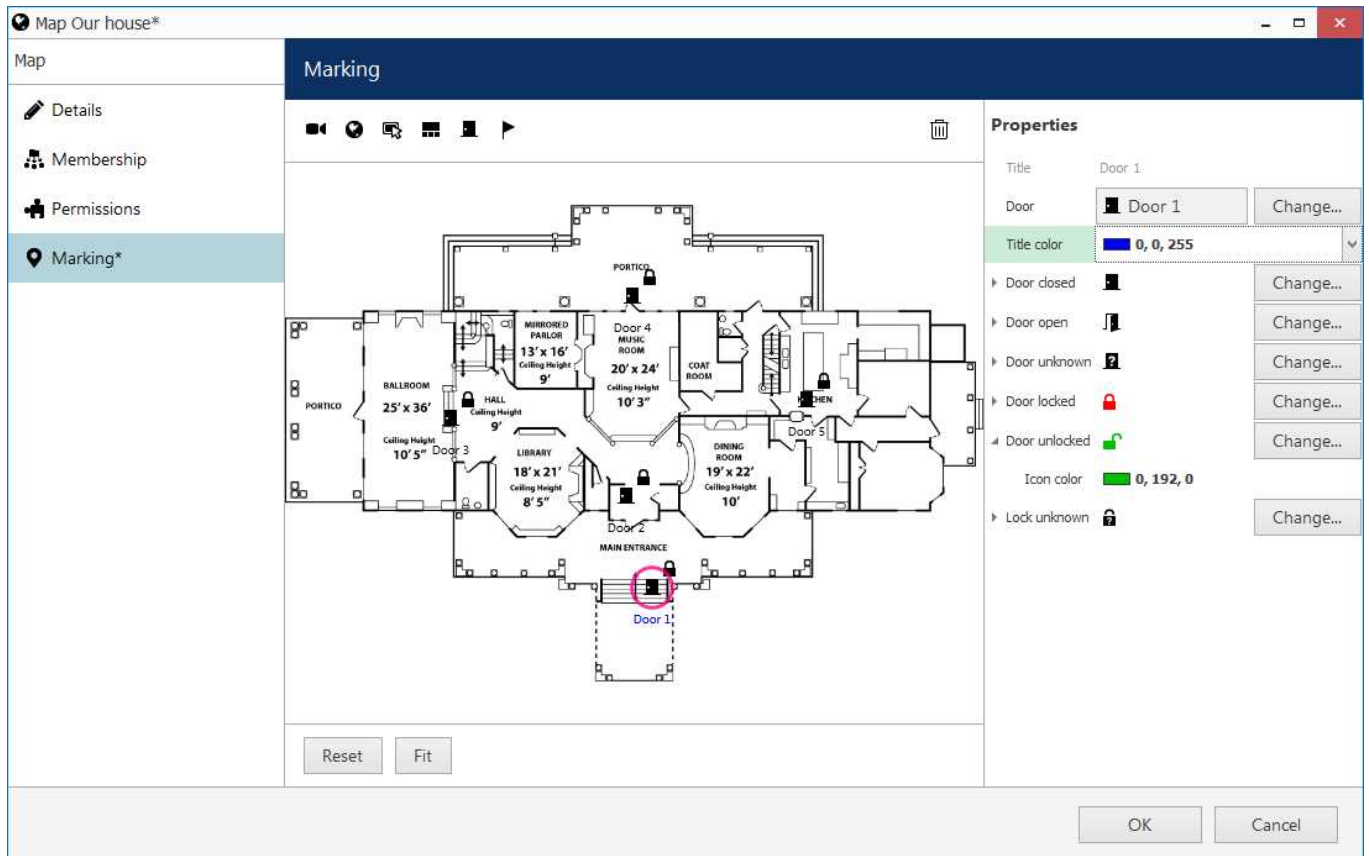 Map Our house*
Map
Marking
Details
Membership
Permissions
Marking*
PORTICO
MIRRORED
PARLOR
13' x 16'
Ceiling Height
9'
Door 4
MUSIC
ROOM
20' x 24'
Ceiling Height
10' 3"
COAT
ROOM
KITCHEN
Door 5
PORTICO
BALLROOM
25' x 36'
Ceiling Height
10' 5"
Door 3
HALL
Ceiling Height
9'
LIBRARY
18' x 21'
Ceiling Height
8' 5"
DINING
ROOM
19' x 22'
Ceiling Height
10'
Door 2
MAIN ENTRANCE
Door 1
Reset
Fit
Properties
Title Door 1
Door Door 1 Change...
Title color 0, 0, 255
Door closed Change...
Door open Change...
Door unknown Change...
Door locked Change...
Door unlocked Change...
Icon color 0, 192, 0
Lock unknown Change...
OK
Cancel